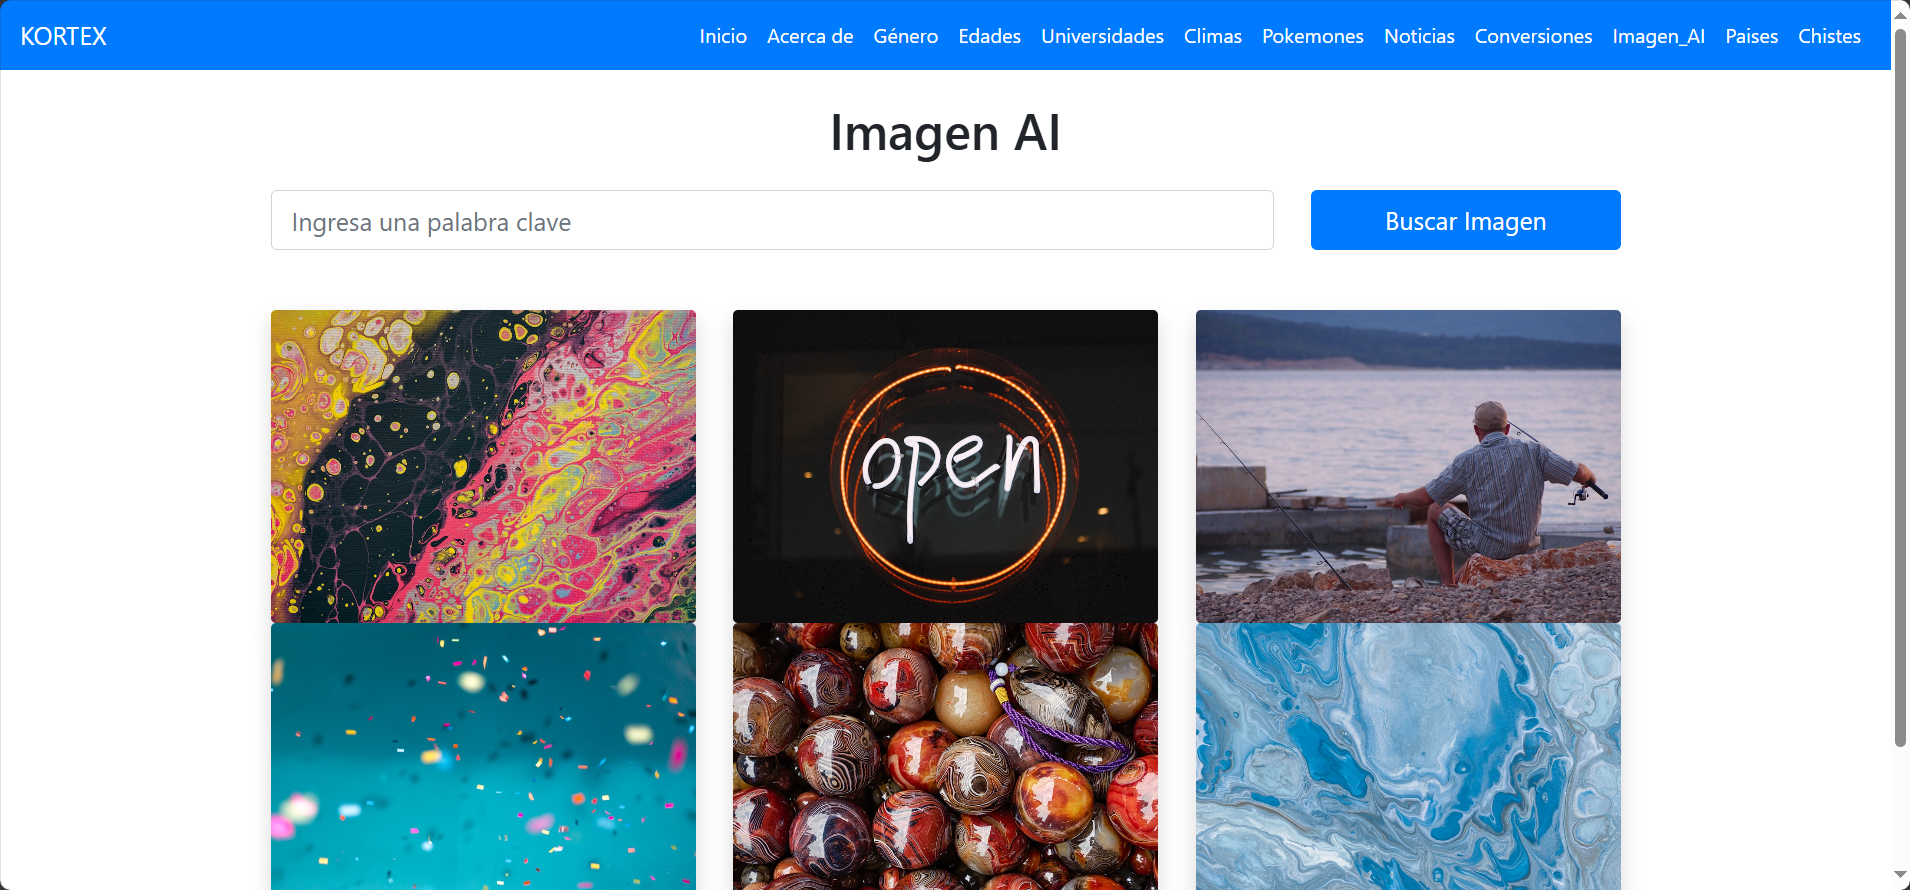 KORTEX Inicio Acerca de Género Edades Universidades Climas Pokemones Noticias Conversiones Imagen_AI Paises Chistes
Imagen AI
Ingresa una palabra clave Buscar Imagen
open